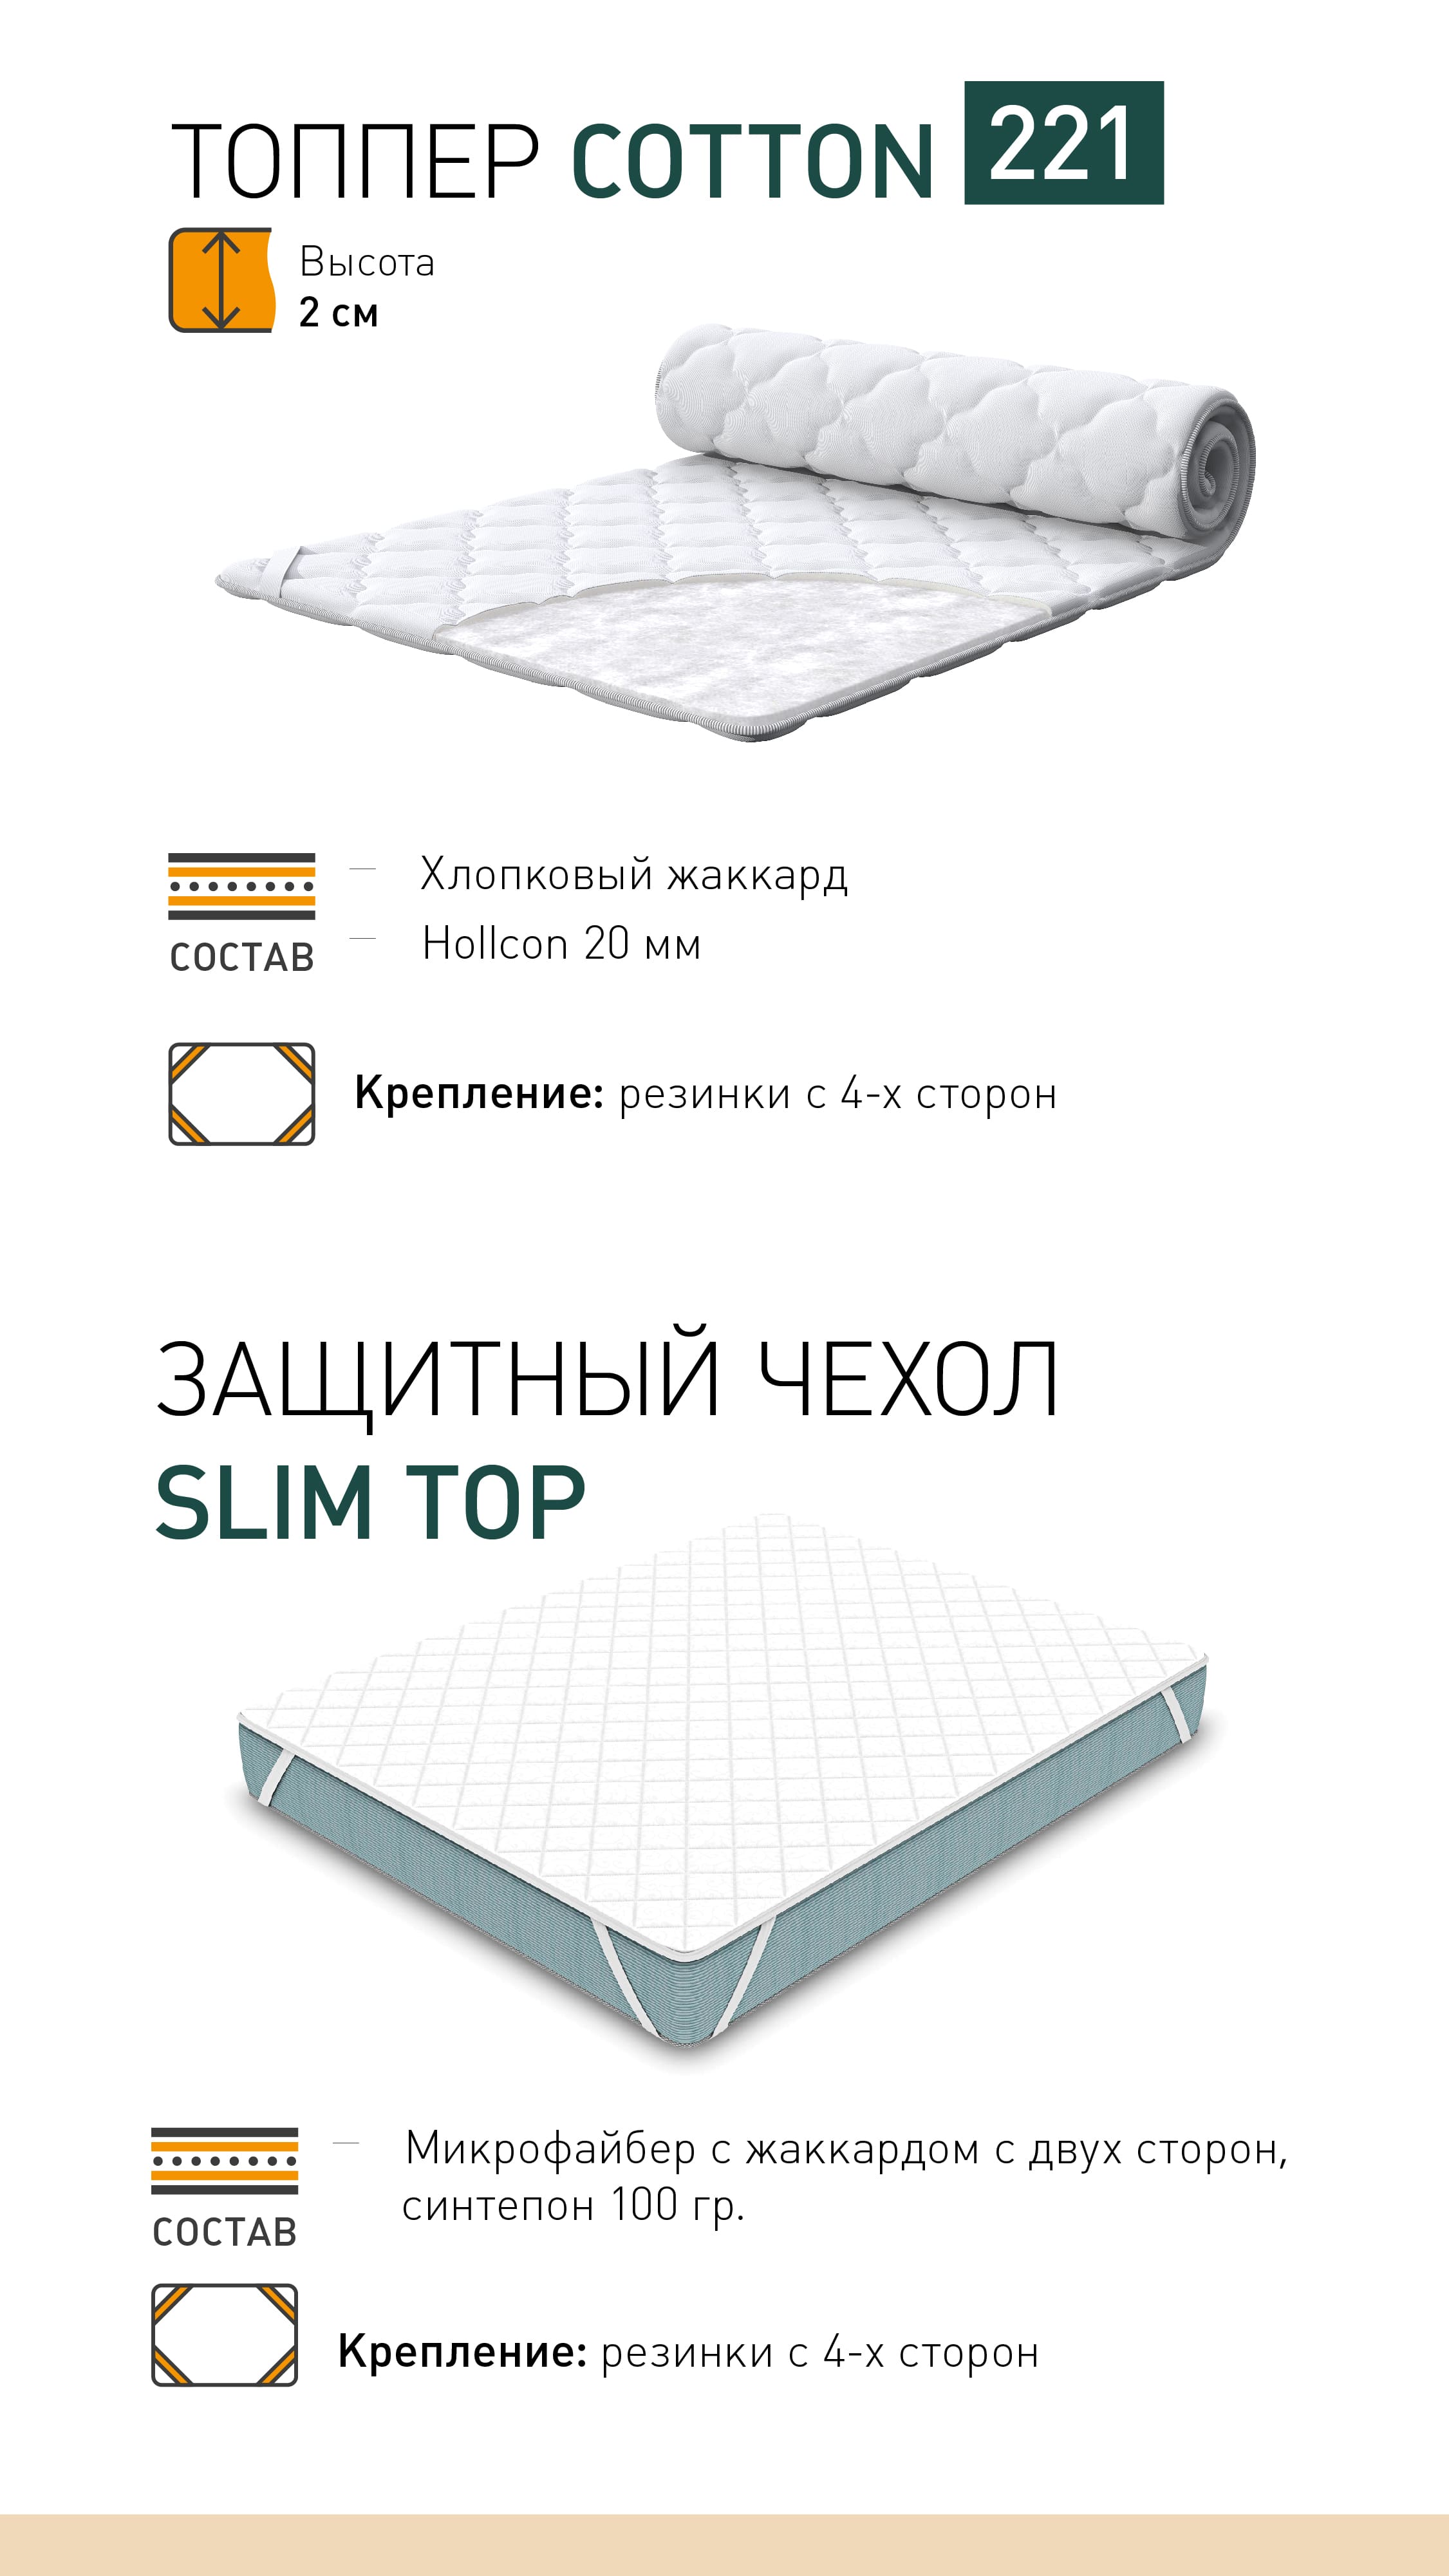 ТОППЕР COTTON 221
Высота
2 см
Хлопковый жаккард
Hollcon 20 мм
СОСТАВ
Крепление: резинки с 4-х сторон
ЗАЩИТНЫЙ ЧЕХОЛ
SLIM TOP
Микрофайбер с жаккардом с двух сторон,
синтепон 100 гр.
СОСТАВ
Крепление: резинки с 4-х сторон